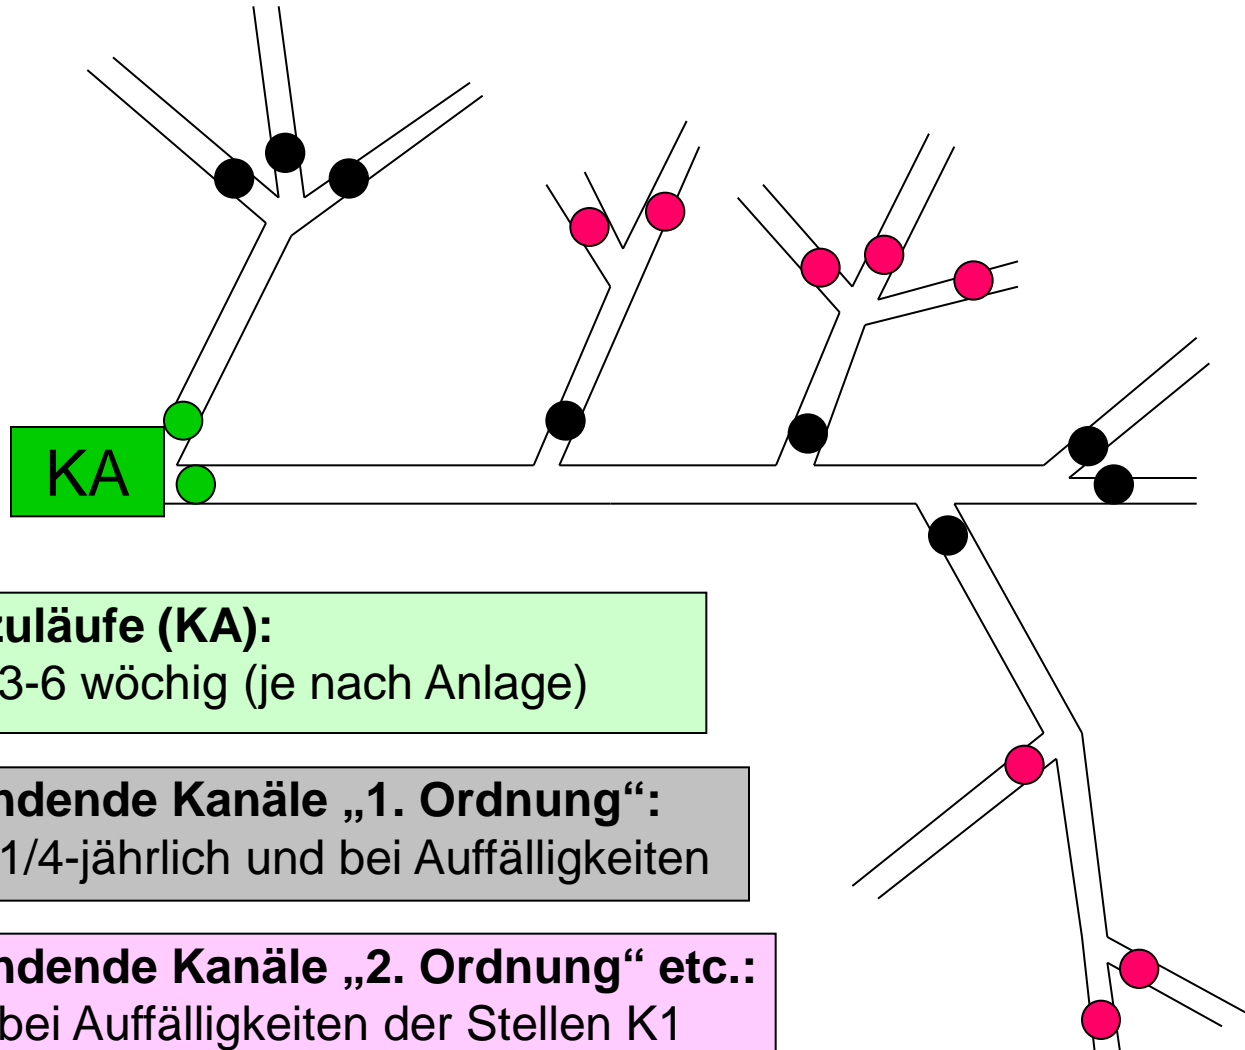 KA
zuläufe (KA):
3-6 wöchig (je nach Anlage)
ndende Kanäle „1. Ordnung“:
1/4-jährlich und bei Auffälligkeiten
ndende Kanäle „2. Ordnung“ etc.:
bei Auffälligkeiten der Stellen K1